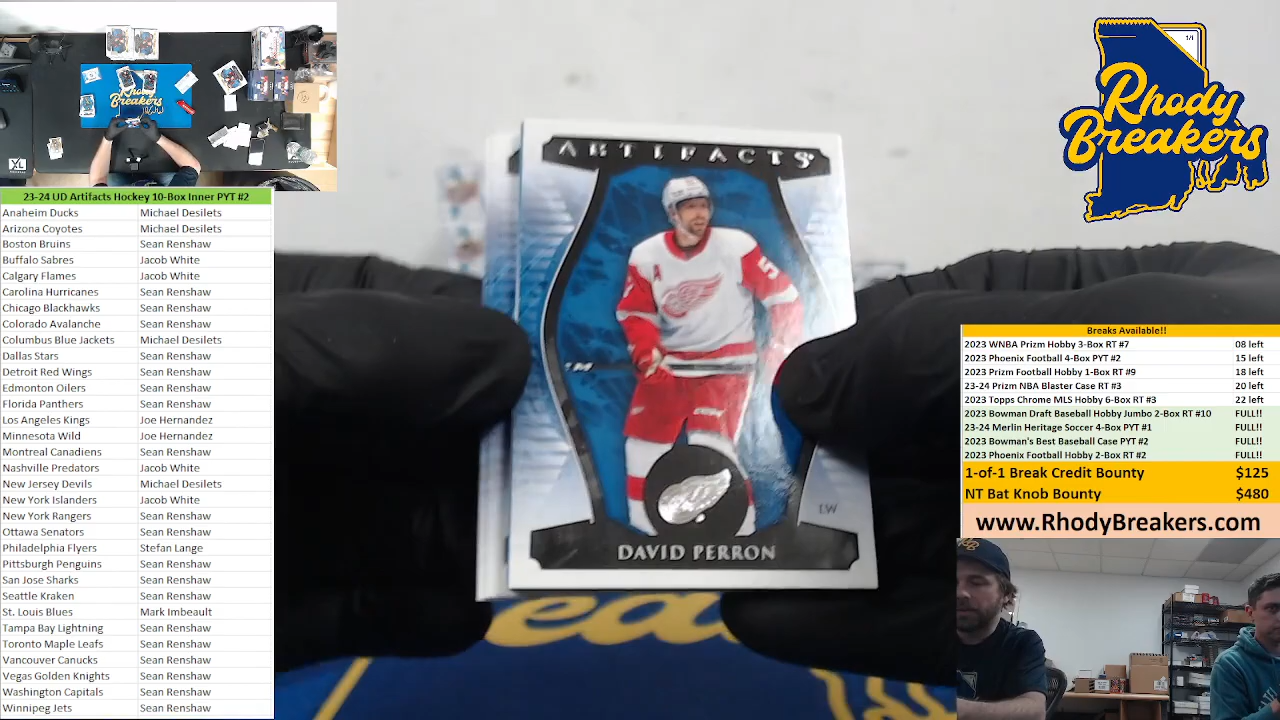 23-24 UD Artifacts Hockey 10-Box Inner PYT #2
Anaheim Ducks Michael Desilets
Arizona Coyotes Michael Desilets
Boston Bruins Sean Renshaw
Buffalo Sabres Jacob White
Calgary Flames Jacob White
Carolina Hurricanes Sean Renshaw
Chicago Blackhawks Sean Renshaw
Colorado Avalanche Sean Renshaw
Columbus Blue Jackets Michael Desilets
Dallas Stars Sean Renshaw
Detroit Red Wings Sean Renshaw
Edmonton Oilers Sean Renshaw
Florida Panthers Sean Renshaw
Los Angeles Kings Joe Hernandez
Minnesota Wild Joe Hernandez
Montreal Canadiens Sean Renshaw
Nashville Predators Jacob White
New Jersey Devils Michael Desilets
New York Islanders Jacob White
New York Rangers Sean Renshaw
Ottawa Senators Sean Renshaw
Philadelphia Flyers Stefan Lange
Pittsburgh Penguins Sean Renshaw
San Jose Sharks Sean Renshaw
Seattle Kraken Sean Renshaw
St. Louis Blues Mark Imbeault
Tampa Bay Lightning Sean Renshaw
Toronto Maple Leafs Sean Renshaw
Vancouver Canucks Sean Renshaw
Vegas Golden Knights Sean Renshaw
Washington Capitals Sean Renshaw
Winnipeg Jets Sean Renshaw
Rhody
Breakers
XL
ARTIFACTS
A
5
LW
DAVID PERRON
ea
1/1
Rhody
Breakers
Breaks Available!!
2023 WNBA Prizm Hobby 3-Box RT #7 08 left
2023 Phoenix Football 4-Box PYT #2 15 left
2023 Prizm Football Hobby 1-Box RT #9 18 left
23-24 Prizm NBA Blaster Case RT #3 20 left
2023 Topps Chrome MLS Hobby 6-Box RT #3 22 left
2023 Bowman Draft Baseball Hobby Jumbo 2-Box RT #10 FULL!!
23-24 Merlin Heritage Soccer 4-Box PYT #1 FULL!!
2023 Bowman's Best Baseball Case PYT #2 FULL!!
2023 Phoenix Football Hobby 2-Box RT #2 FULL!!
1-of-1 Break Credit Bounty $125
NT Bat Knob Bounty $480
www.RhodyBreakers.com